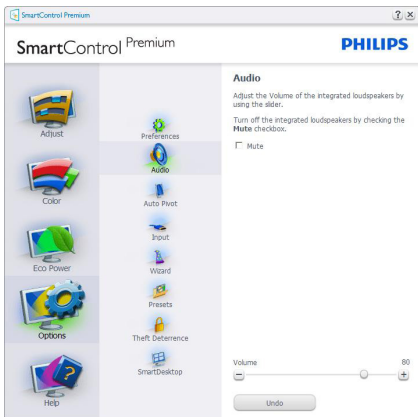 SmartControl Premium
SmartControl Premium
PHILIPS
Adjust
Color
Eco Power
Options
Help
Preferences
Audio
Auto Pivot
Input
Wizard
Presets
Theft Deterrence
SmartDesktop
Audio
Adjust the Volume of the integrated loudspeakers by
using the slider.
Turn off the integrated loudspeakers by checking the
Mute checkbox.
Mute
Volume 80
Undo